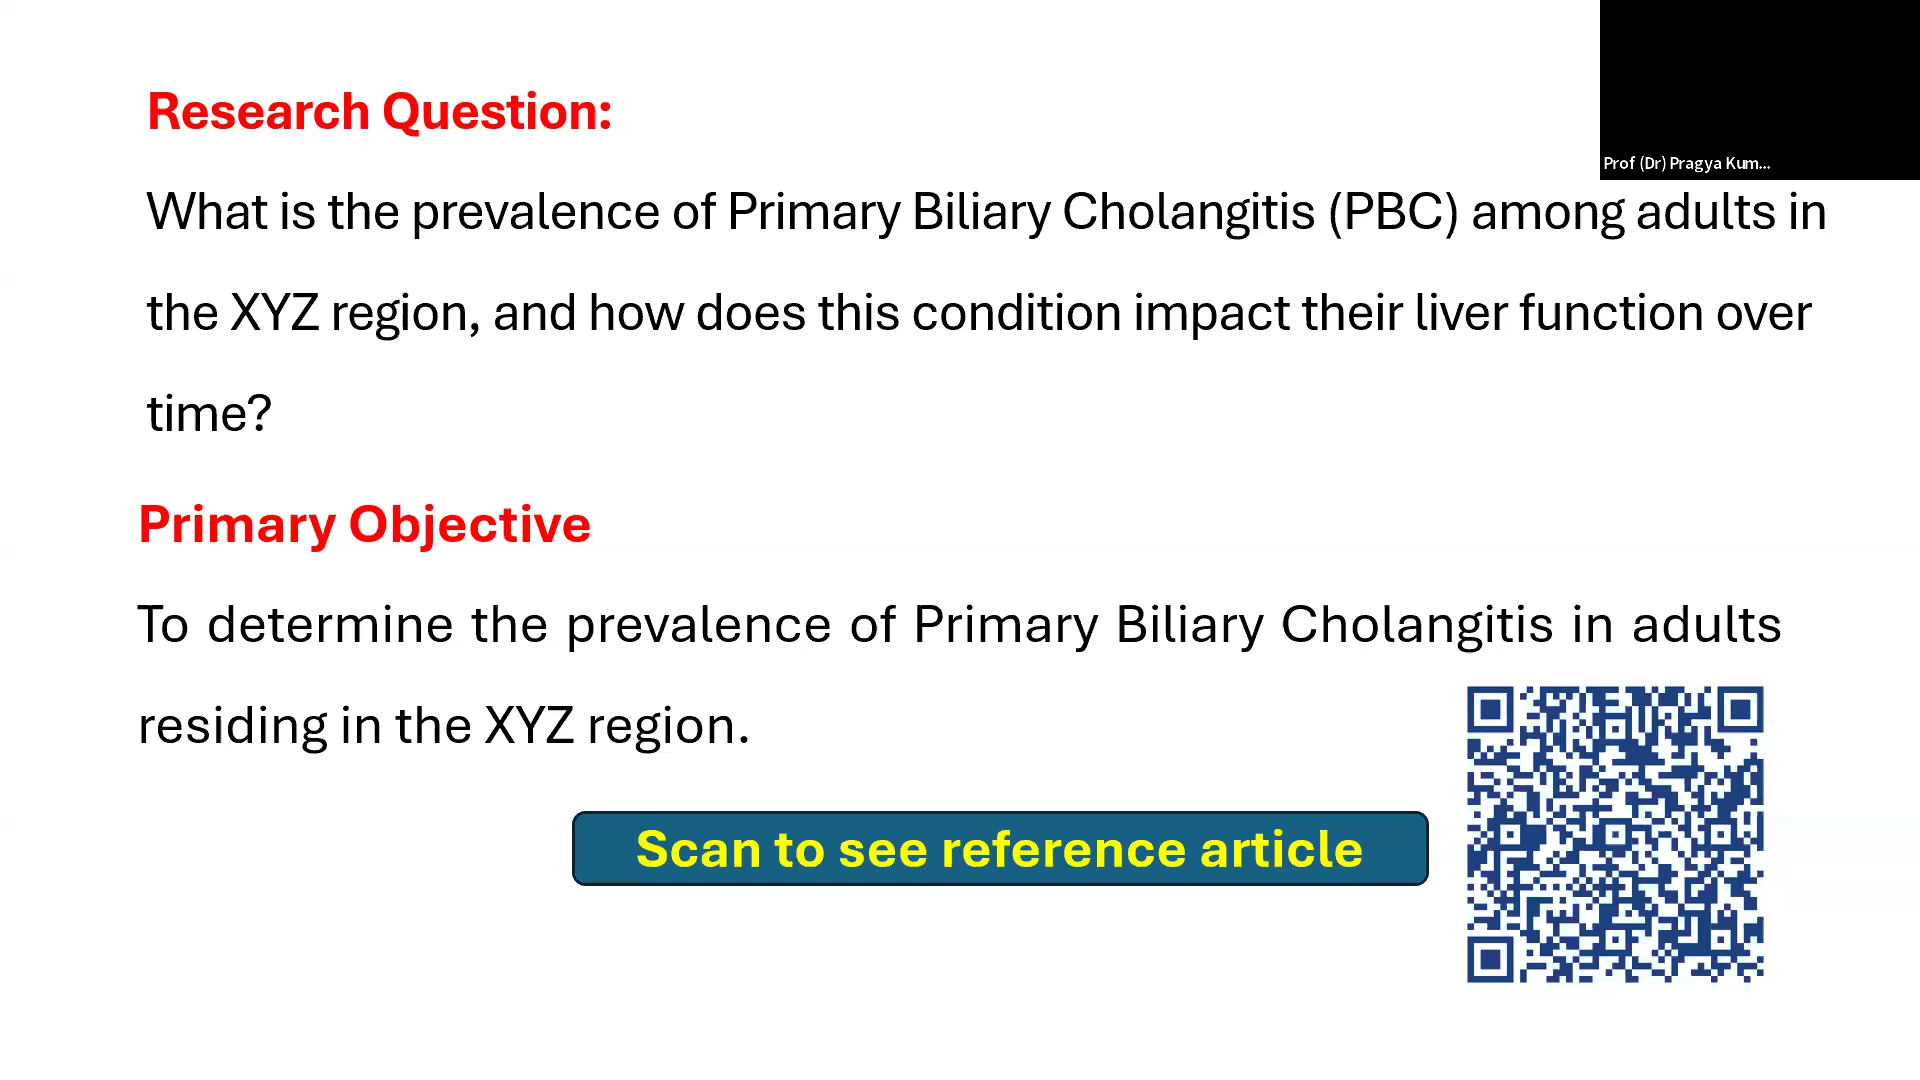 Research Question:
Prof (Dr) Pragya Kum...
What is the prevalence of Primary Biliary Cholangitis (PBC) among adults in
the XYZ region, and how does this condition impact their liver function over
time?
Primary Objective
To determine the prevalence of Primary Biliary Cholangitis in adults
residing in the XYZ region.
Scan to see reference article